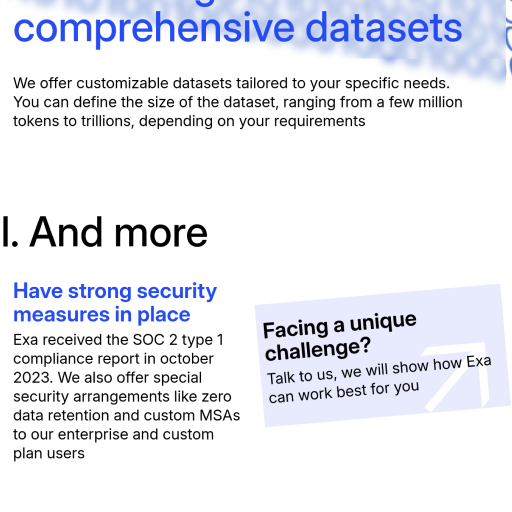 comprehensive datasets
We offer customizable datasets tailored to your specific needs.
You can define the size of the dataset, ranging from a few million
tokens to trillions, depending on your requirements
I. And more
Have strong security
measures in place
Exa received the SOC 2 type 1
compliance report in october
2023. We also offer special
security arrangements like zero
data retention and custom MSAs
to our enterprise and custom
plan users
Facing a unique
challenge?
Talk to us, we will show how Exa
can work best for you